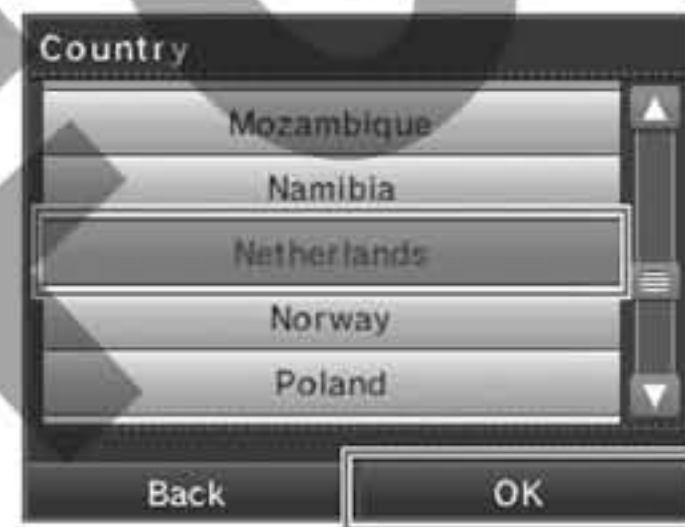 Country
Mozambique
Namibia
Netherlands
Norway
Poland
Back
OK